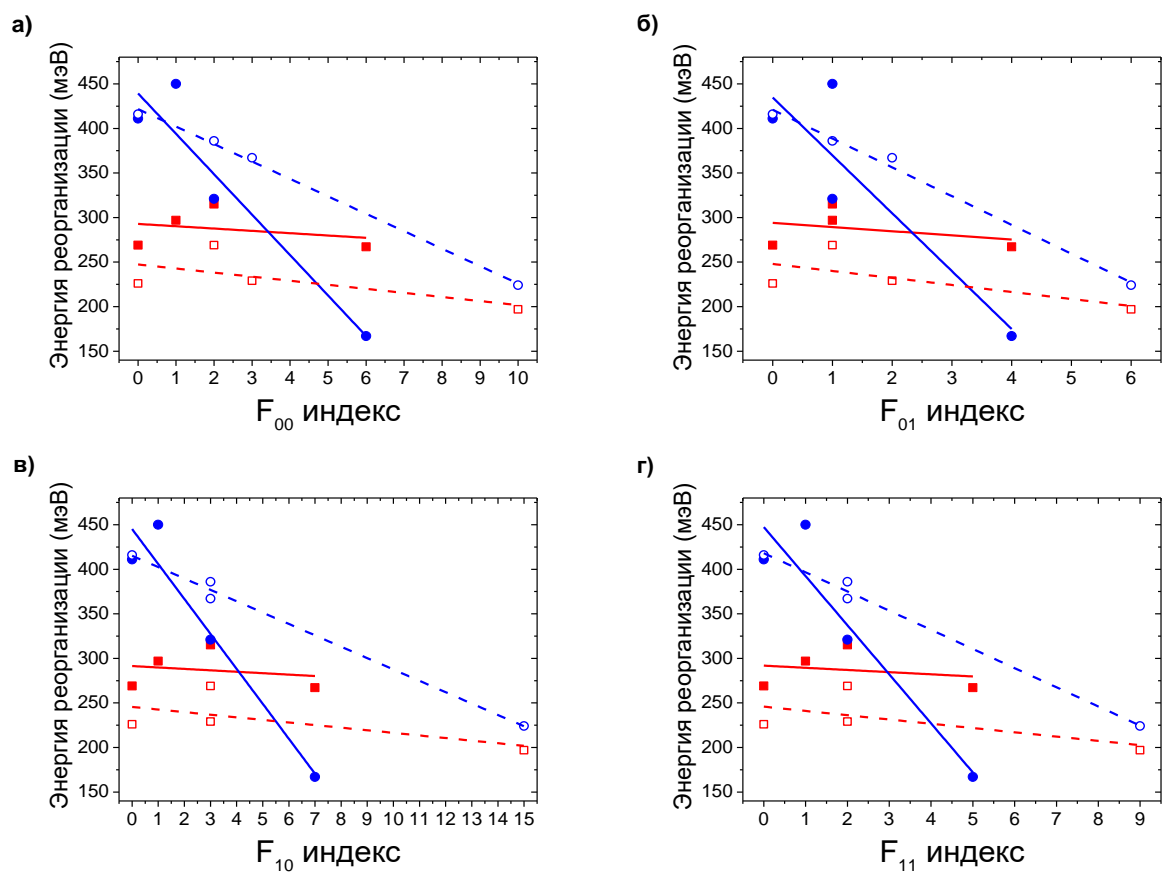 а)
Энергия реорганизации (мэВ)
450
400
350
300
250
200
150
0 1 2 3 4 5 6 7 8 9 10
F00 индекс
б)
Энергия реорганизации (мэВ)
450
400
350
300
250
200
150
0 1 2 3 4 5 6
F01 индекс
в)
Энергия реорганизации (мэВ)
450
400
350
300
250
200
150
0 1 2 3 4 5 6 7 8 9 10 11 12 13 14 15
F10 индекс
г)
Энергия реорганизации (мэВ)
450
400
350
300
250
200
150
0 1 2 3 4 5 6 7 8 9
F11 индекс